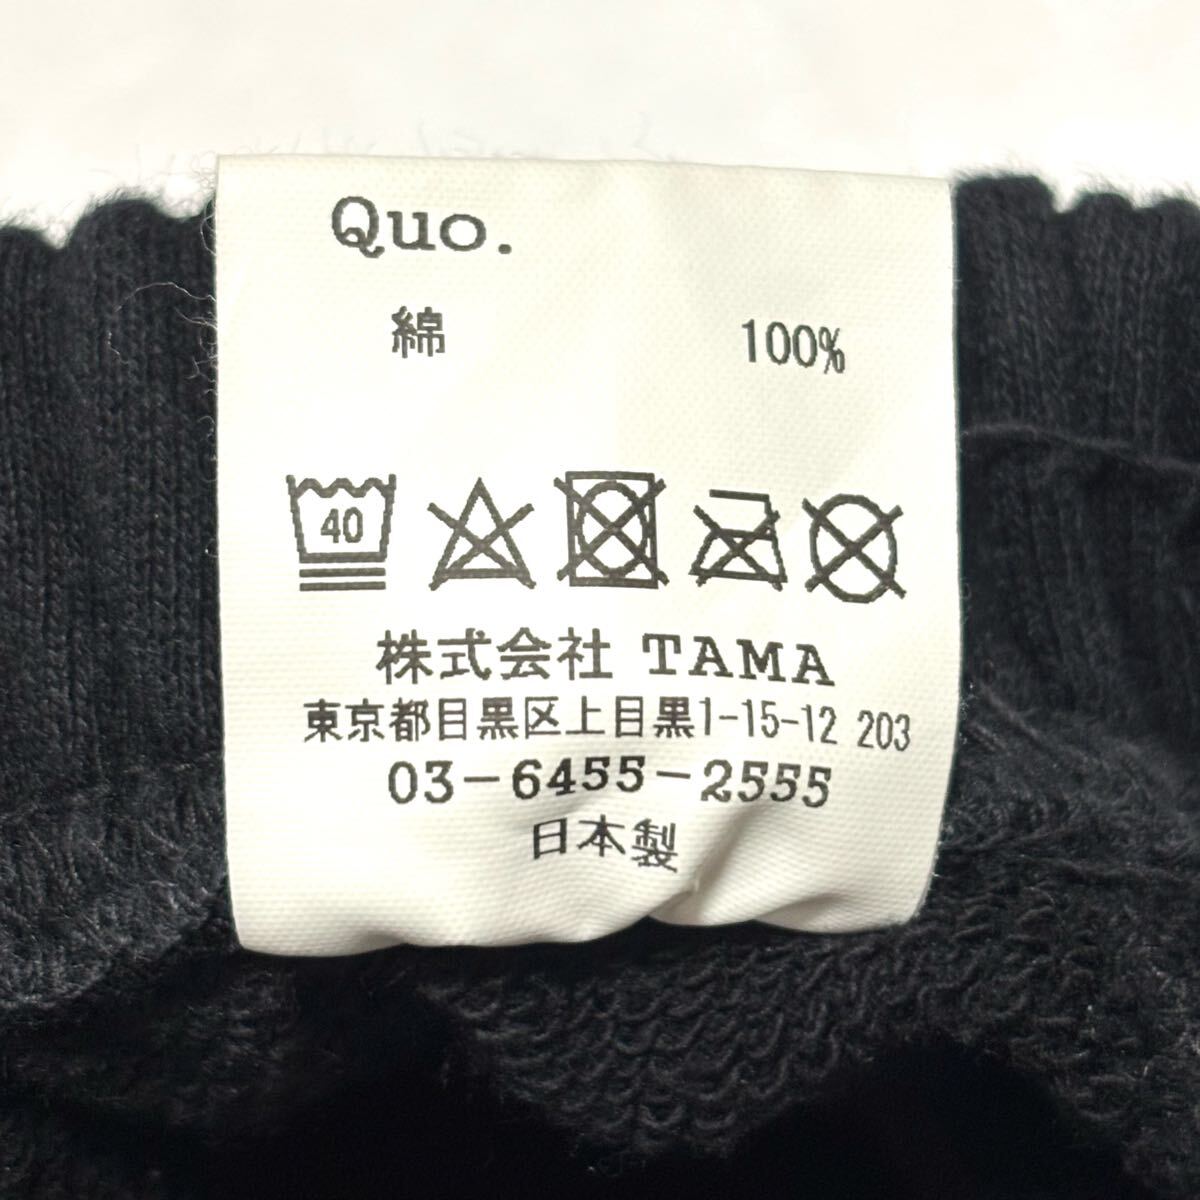 Quo.
綿 100%
40
株式会社 TAMA
東京都目黒区上目黒1-15-12 203
03-6455-2555
日本製